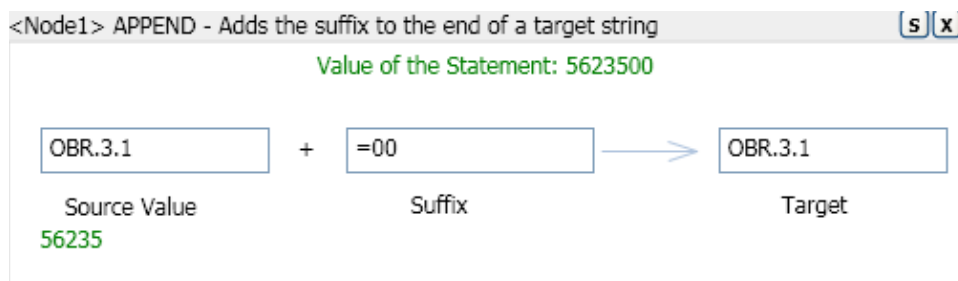 <Node1> APPEND - Adds the suffix to the end of a target string S X
Value of the Statement: 5623500
OBR.3.1 + =00 OBR.3.1
Source Value Suffix Target
56235